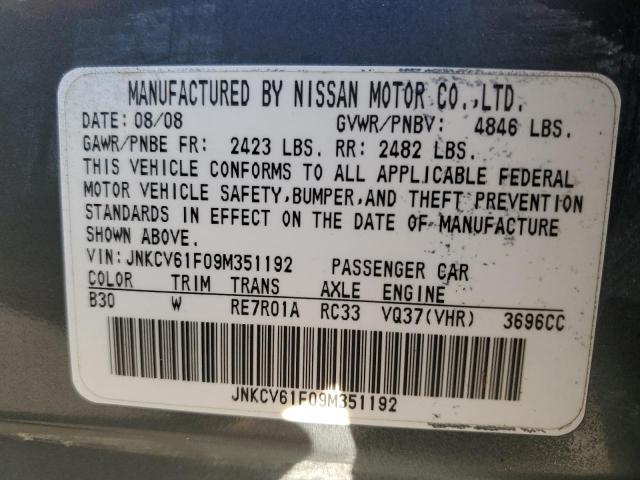 MANUFACTURED BY NISSAN MOTOR CO.,LTD.
DATE: 08/08 GVWR/PNBV: 4846 LBS.
GAWR/PNBE FR: 2423 LBS. RR: 2482 LBS.
THIS VEHICLE CONFORMS TO ALL APPLICABLE FEDERAL
MOTOR VEHICLE SAFETY,BUMPER,AND THEFT PREVENTION
STANDARDS IN EFFECT ON THE DATE OF MANUFACTURE
SHOWN ABOVE.
VIN:JNKCV61F09M351192 PASSENGER CAR
COLOR TRIM TRANS AXLE ENGINE
B30 W RE7R01A RC33 VQ37(VHR) 3696CC
JNKCV61F09M351192